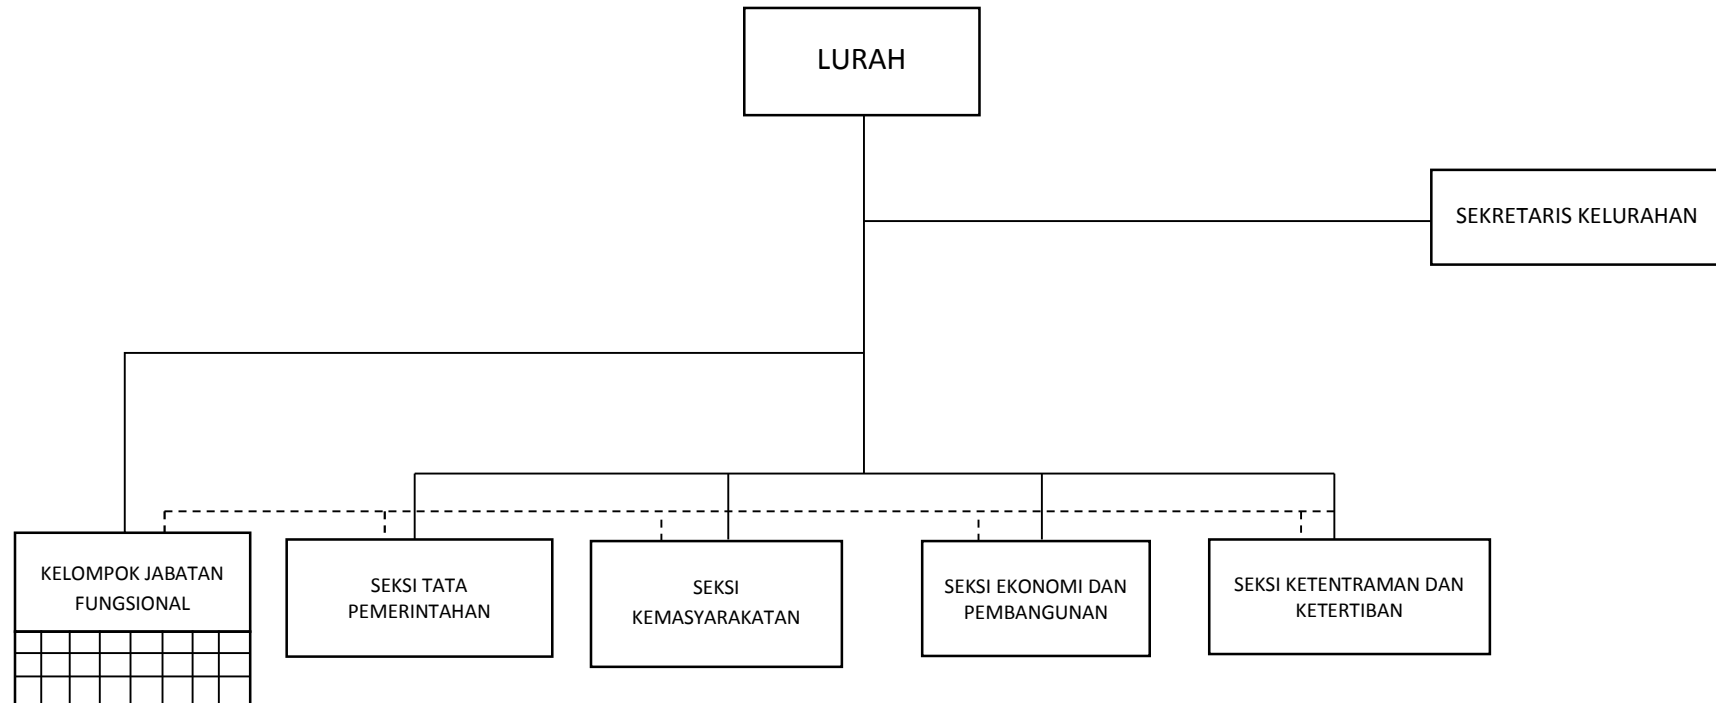 LURAH
SEKRETARIS KELURAHAN
KELOMPOK JABATAN
FUNGSIONAL
SEKSI TATA
PEMERINTAHAN
SEKSI
KEMASYARAKATAN
SEKSI EKONOMI DAN
PEMBANGUNAN
SEKSI KETENTRAMAN DAN
KETERTIBAN